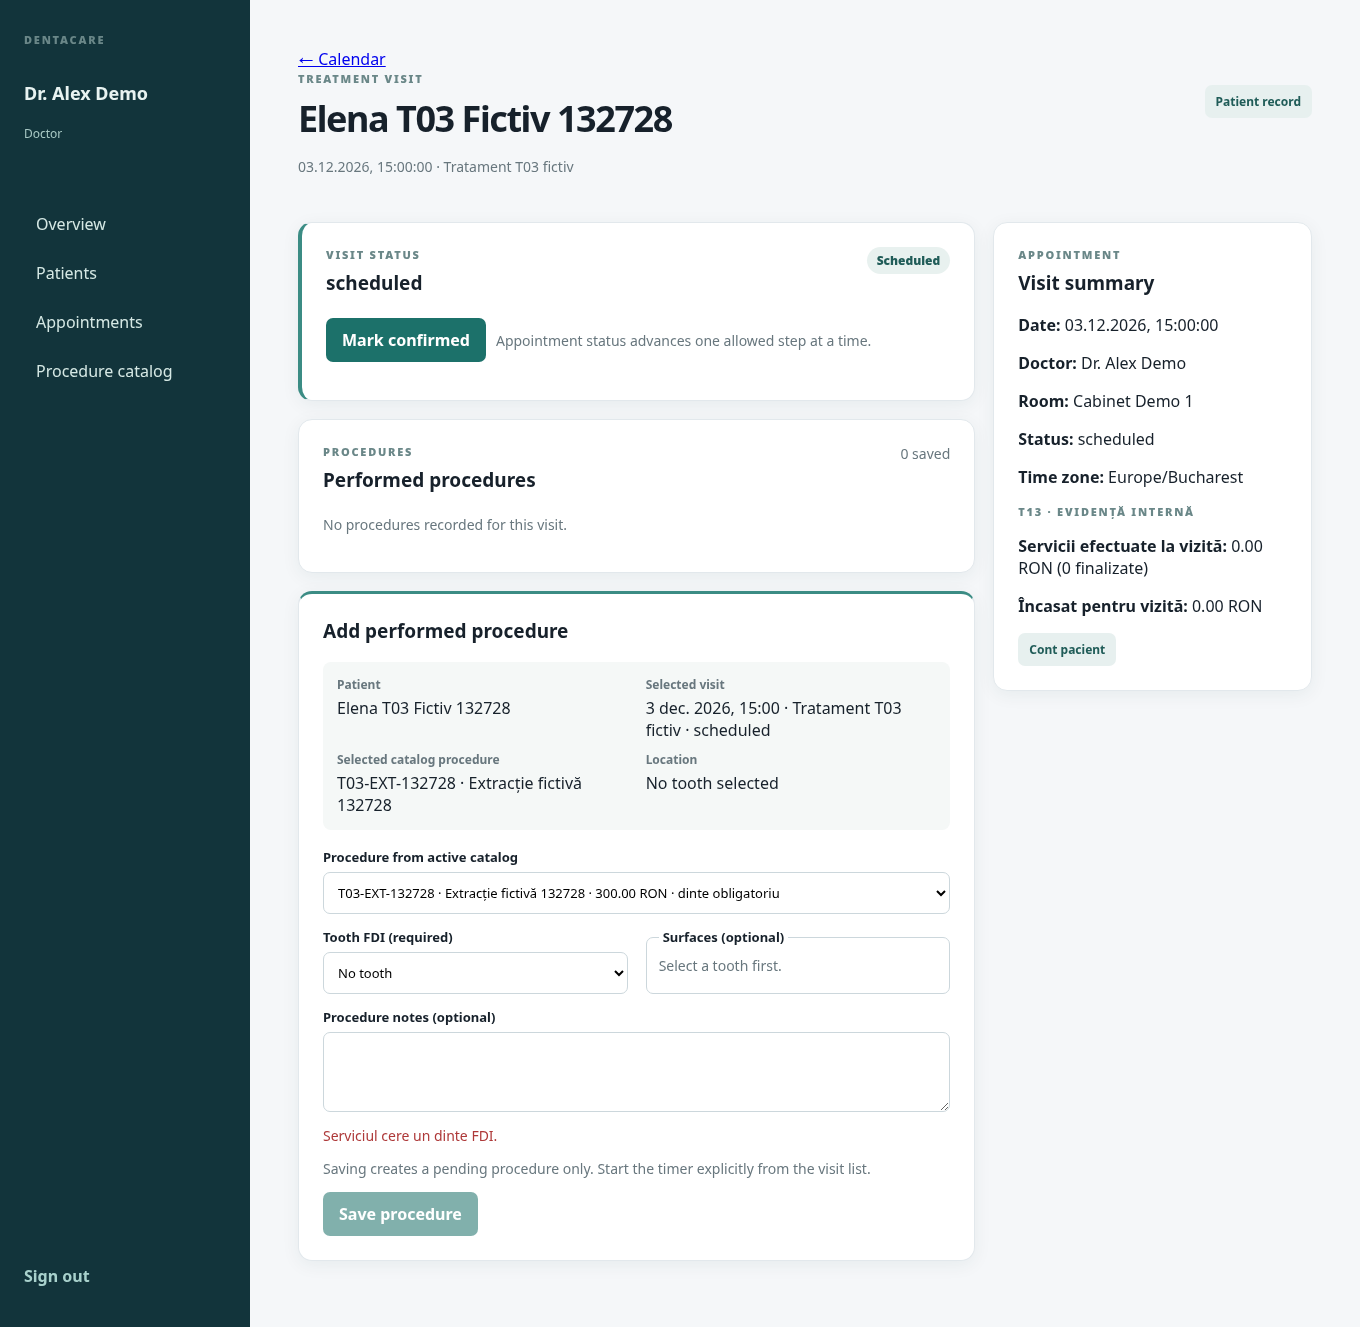 DENTACARE
Dr. Alex Demo
Doctor
Overview
Patients
Appointments
Procedure catalog
Sign out
← Calendar
TREATMENT VISIT
Elena T03 Fictiv 132728
03.12.2026, 15:00:00 · Tratament T03 fictiv
Patient record
VISIT STATUS
scheduled
Scheduled
Mark confirmed
Appointment status advances one allowed step at a time.
PROCEDURES
Performed procedures
0 saved
No procedures recorded for this visit.
Add performed procedure
Patient
Elena T03 Fictiv 132728
Selected visit
3 dec. 2026, 15:00 · Tratament T03
fictiv · scheduled
Selected catalog procedure
T03-EXT-132728 · Extracție fictivă
132728
Location
No tooth selected
Procedure from active catalog
T03-EXT-132728 · Extracție fictivă 132728 · 300.00 RON · dinte obligatoriu
Tooth FDI (required)
No tooth
Surfaces (optional)
Select a tooth first.
Procedure notes (optional)
Serviciul cere un dinte FDI.
Saving creates a pending procedure only. Start the timer explicitly from the visit list.
Save procedure
APPOINTMENT
Visit summary
Date: 03.12.2026, 15:00:00
Doctor: Dr. Alex Demo
Room: Cabinet Demo 1
Status: scheduled
Time zone: Europe/Bucharest
T13 · EVIDENȚĂ INTERNĂ
Servicii efectuate la vizită: 0.00
RON (0 finalizate)
Încasat pentru vizită: 0.00 RON
Cont pacient